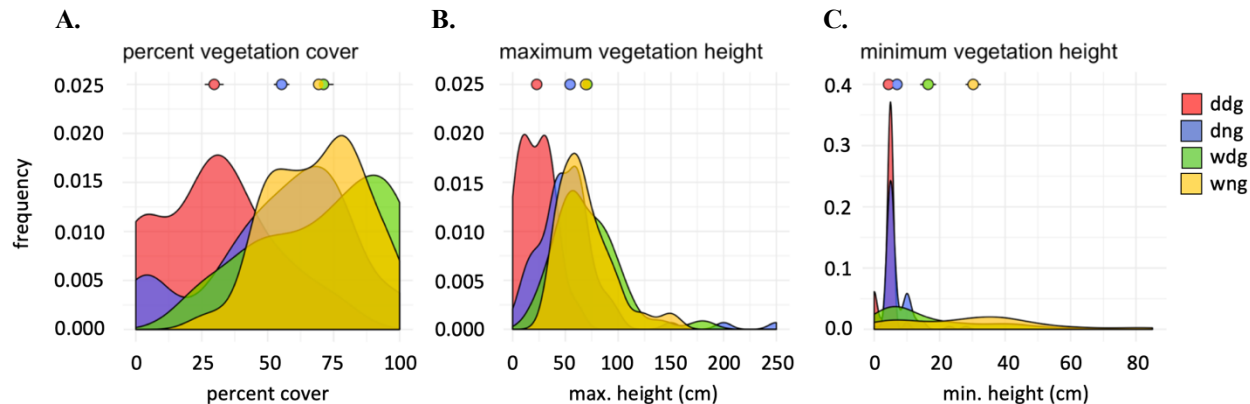 A.
B.
C.
percent vegetation cover
maximum vegetation height
minimum vegetation height
frequency
0.025
0.020
0.015
0.010
0.005
0.000
0 25 50 75 100
percent cover
0.025
0.020
0.015
0.010
0.005
0.000
0 50 100 150 200 250
max. height (cm)
0.4
0.3
0.2
0.1
0.0
0 20 40 60 80
min. height (cm)
ddg
dng
wdg
wng